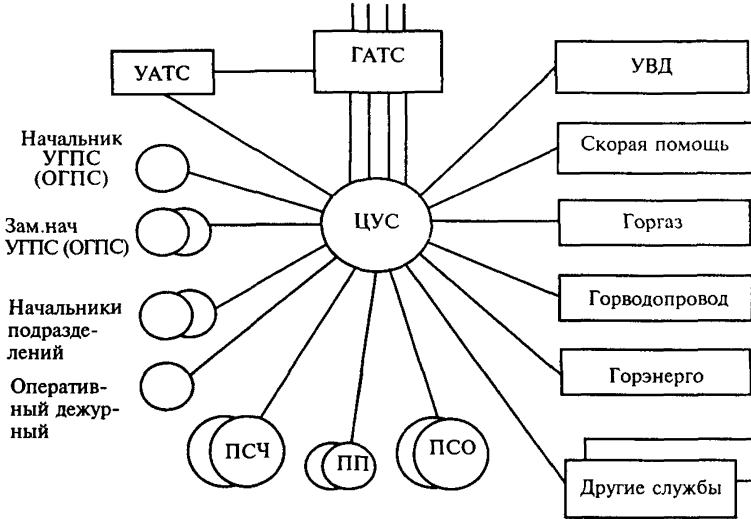 УАТС
ГАТС
УВД
Начальник
УГПС
(ОГПС)
Скорая помощь
Зам.нач
УГПС (ОГПС)
ЦУС
Горгаз
Начальники
подразде-
лений
Горводопровод
Оператив-
ный дежур-
ный
Горэнерго
ПСЧ
ПП
ПСО
Другие службы